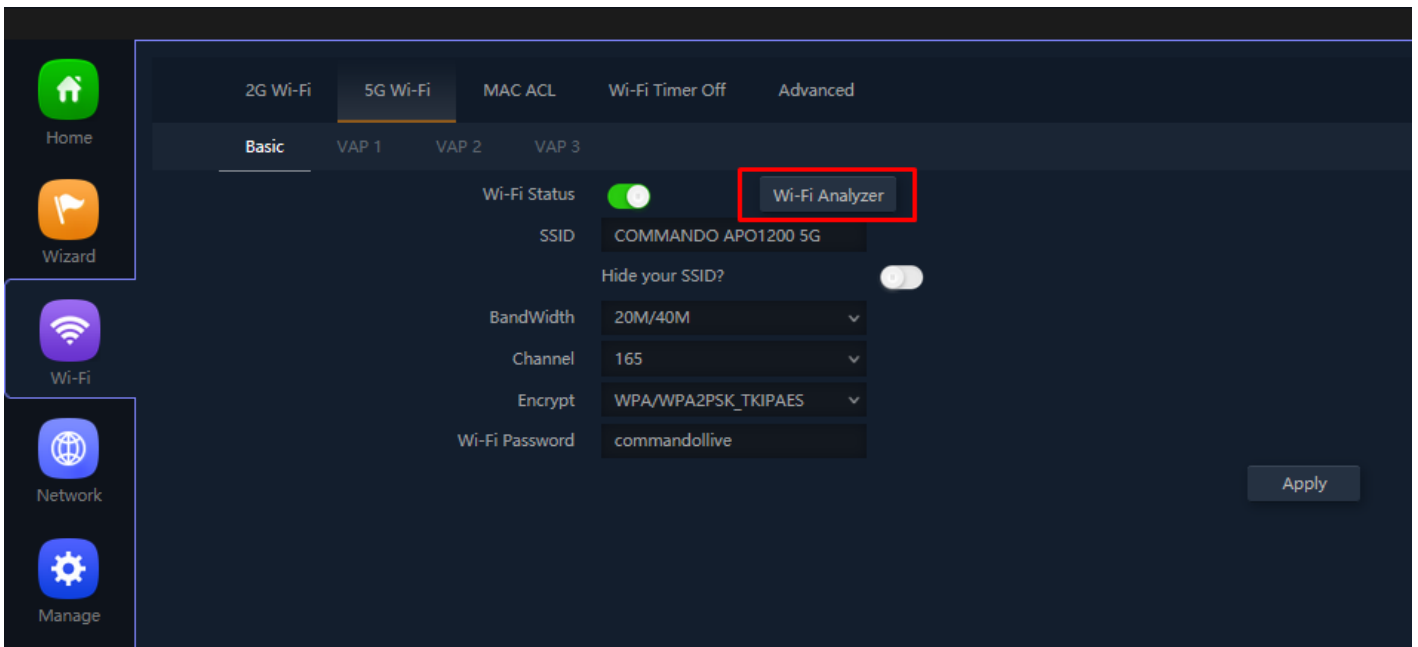 Home
Wizard
Wi-Fi
Network
Manage
2G Wi-Fi 5G Wi-Fi MAC ACL Wi-Fi Timer Off Advanced
Basic VAP 1 VAP 2 VAP 3
Wi-Fi Status Wi-Fi Analyzer
SSID COMMANDO APO1200 5G
Hide your SSID?
BandWidth 20M/40M
Channel 165
Encrypt WPA/WPA2PSK_TKIPAES
Wi-Fi Password commandollive
Apply